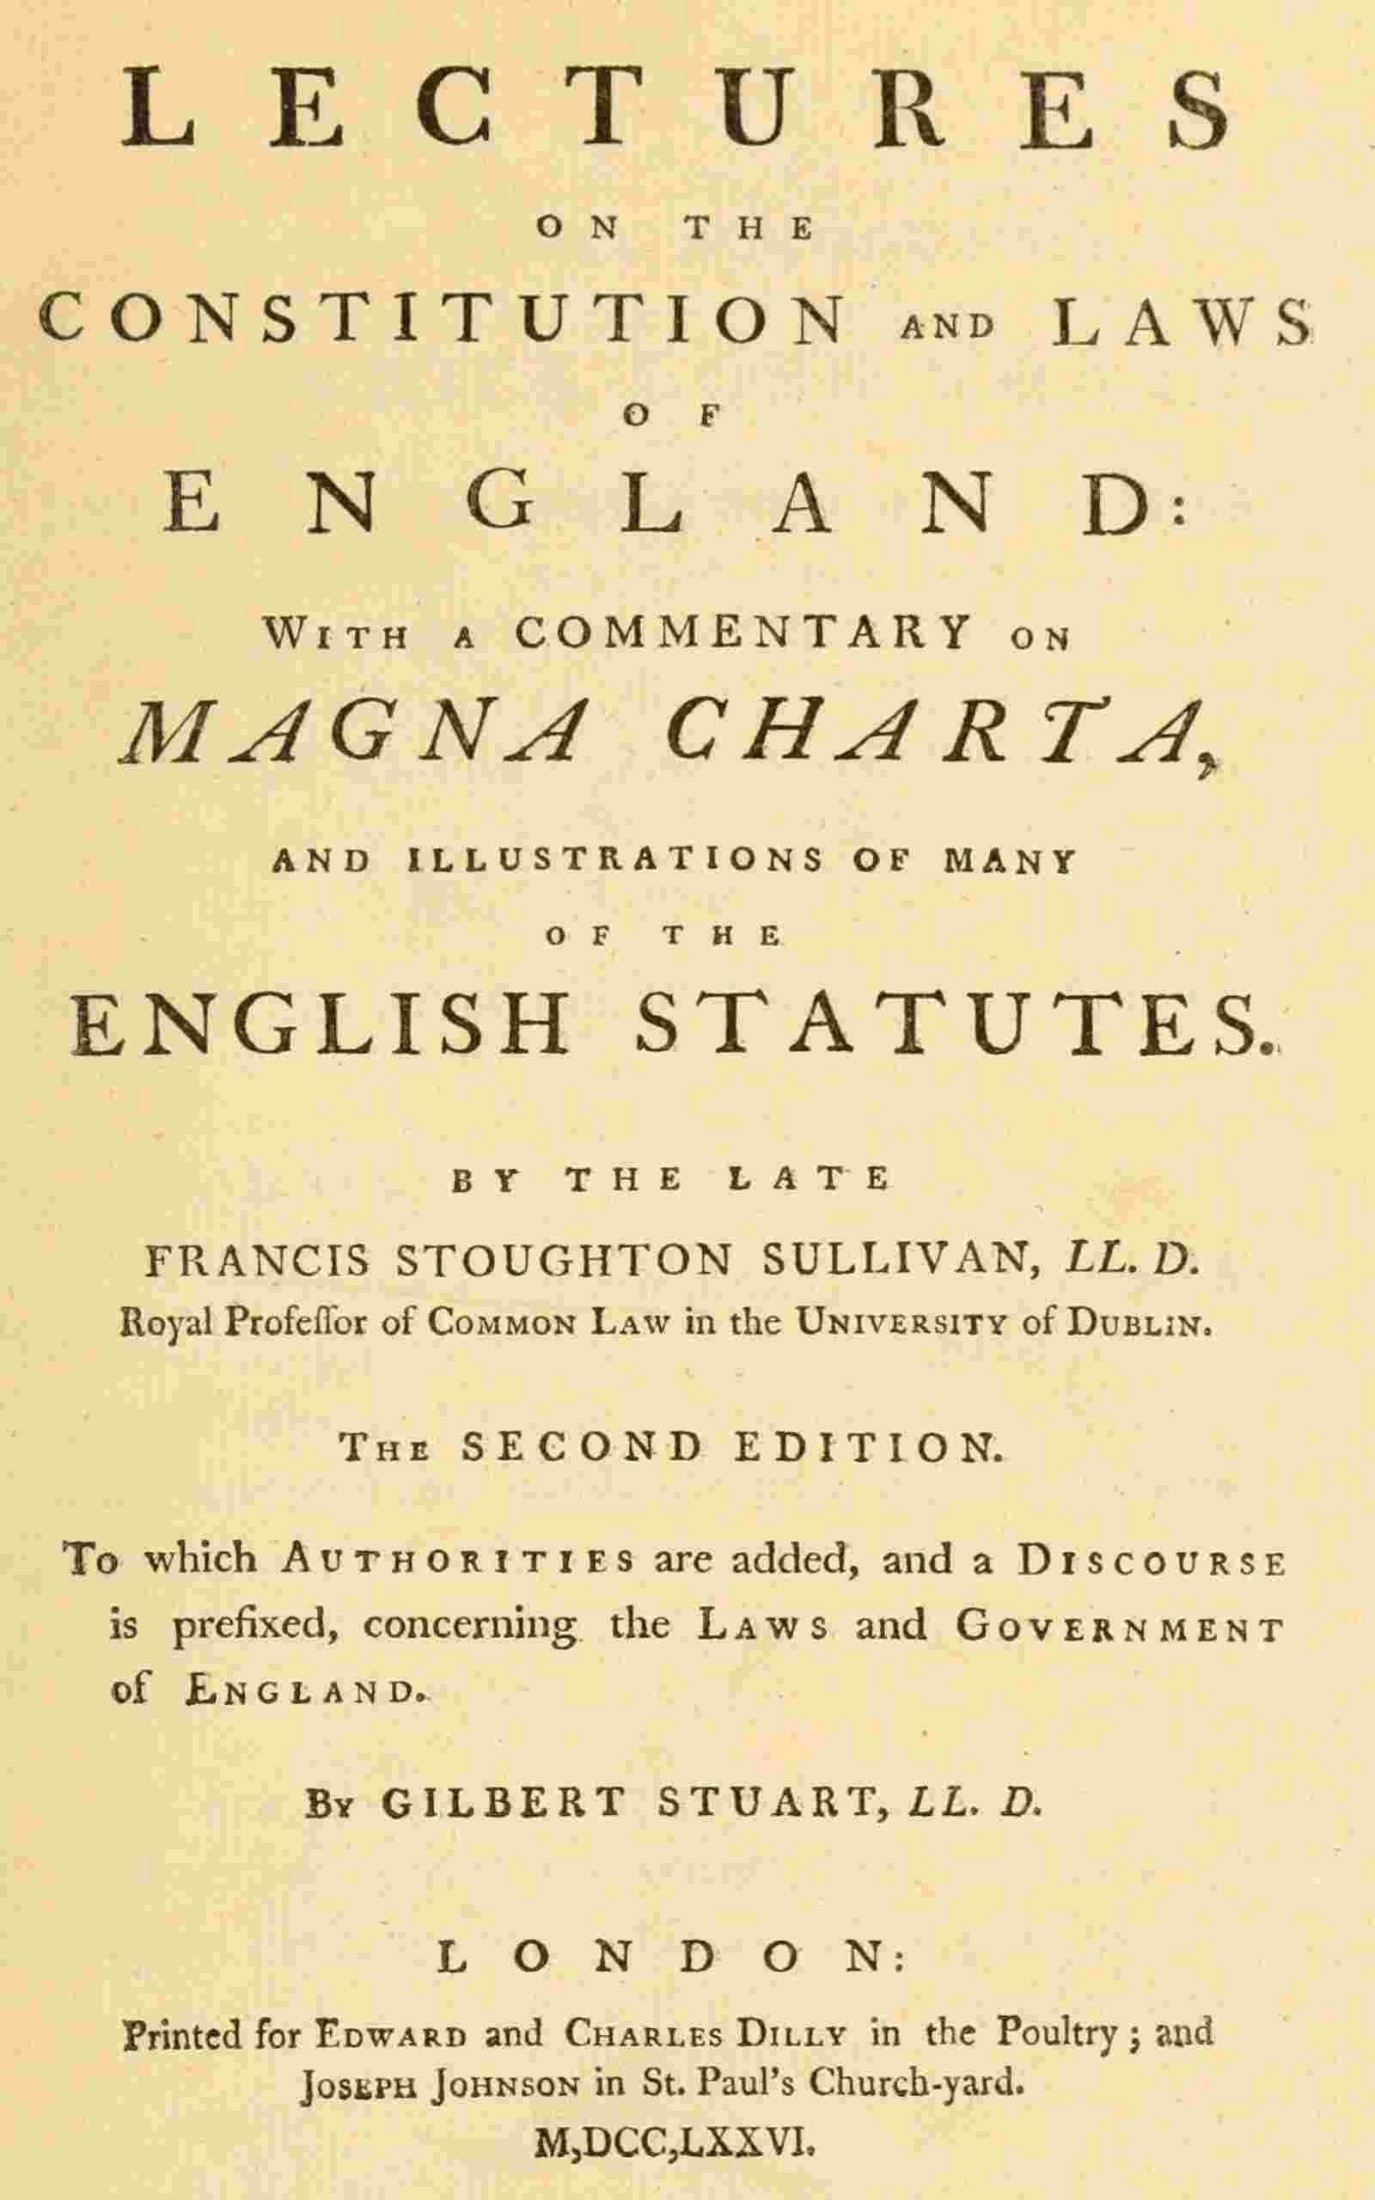 LECTURES
ON THE
CONSTITUTION AND LAWS
OF
ENGLAND:
WITH A COMMENTARY ON
MAGNA CHARTA,
AND ILLUSTRATIONS OF MANY
OF THE
ENGLISH STATUTES.
BY THE LATE
FRANCIS STOUGHTON SULLIVAN, LL. D.
Royal Profeſſor of COMMON LAW in the UNIVERSITY of DUBLIN.
THE SECOND EDITION.
To which AUTHORITIES are added, and a DISCOURSE
is prefixed, concerning the LAWS and GOVERNMENT
of ENGLAND.
By GILBERT STUART, LL. D.
LONDON:
Printed for EDWARD and CHARLES DILLY in the Poultry; and
JOSEPH JOHNSON in St. Paul's Church-yard.
M,DCC,LXXVI.